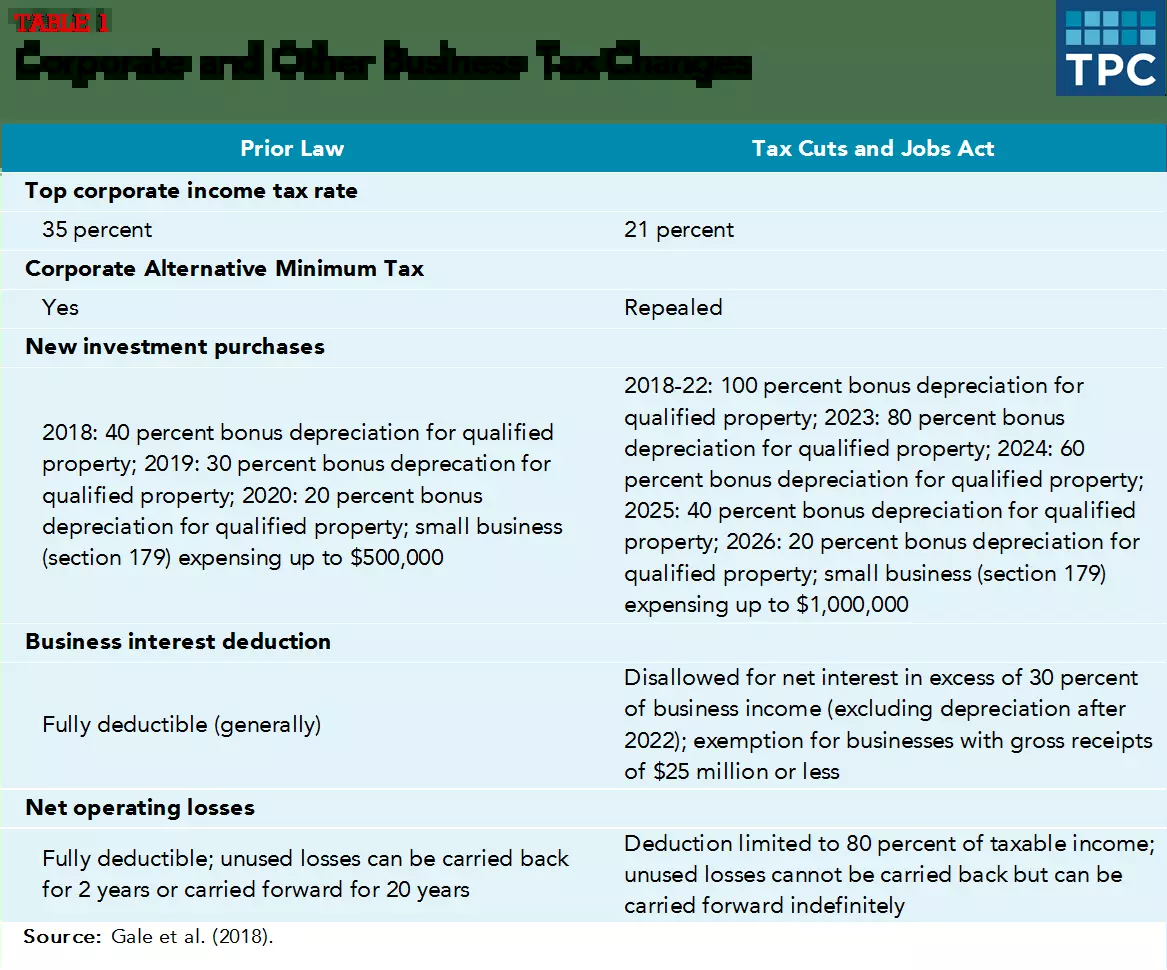 TABLE 1
Corporate and Other Business Tax Changes
TPC
Prior Law
Tax Cuts and Jobs Act
Top corporate income tax rate
35 percent
21 percent
Corporate Alternative Minimum Tax
Yes
Repealed
New investment purchases
2018: 40 percent bonus depreciation for qualified
property; 2019: 30 percent bonus deprecation for
qualified property; 2020: 20 percent bonus
depreciation for qualified property; small business
(section 179) expensing up to $500,000
2018-22: 100 percent bonus depreciation for
qualified property; 2023: 80 percent bonus
depreciation for qualified property; 2024: 60
percent bonus depreciation for qualified property;
2025: 40 percent bonus depreciation for qualified
property; 2026: 20 percent bonus depreciation for
qualified property; small business (section 179)
expensing up to $1,000,000
Business interest deduction
Fully deductible (generally)
Disallowed for net interest in excess of 30 percent
of business income (excluding depreciation after
2022); exemption for businesses with gross receipts
of $25 million or less
Net operating losses
Fully deductible; unused losses can be carried back
for 2 years or carried forward for 20 years
Deduction limited to 80 percent of taxable income;
unused losses cannot be carried back but can be
carried forward indefinitely
Source: Gale et al. (2018).